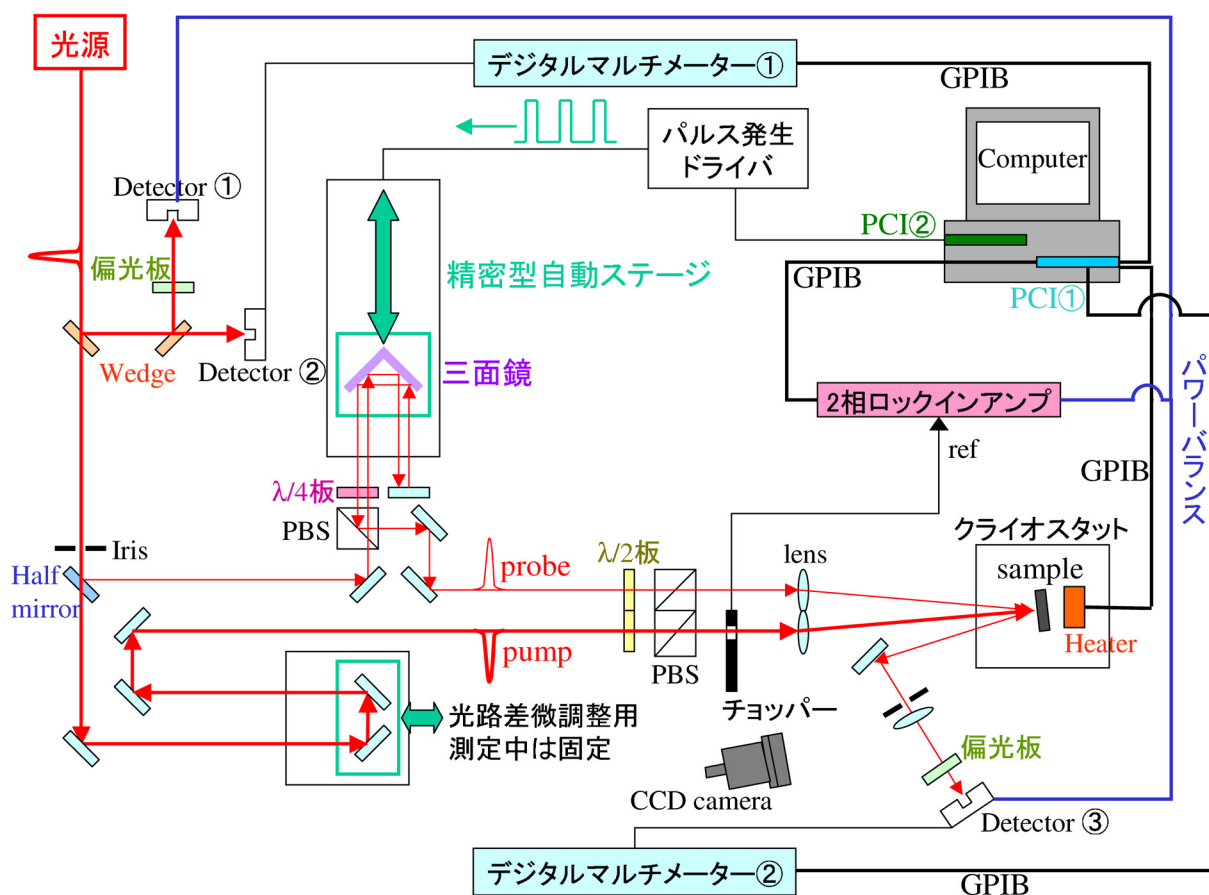 光源
デジタルマルチメーター①
GPIB
パルス発生
ドライバ
Computer
Detector ①
PCI②
偏光板
精密型自動ステージ
GPIB
PCI①
Wedge
Detector ②
三面鏡
2相ロックインアンプ
パワーバランス
ref
GPIB
λ/4板
PBS
Iris
Half
mirror
probe
λ/2板
lens
クライオスタット
sample
Heater
pump
PBS
チョッパー
光路差微調整用
測定中は固定
偏光板
CCD camera
Detector ③
デジタルマルチメーター②
GPIB